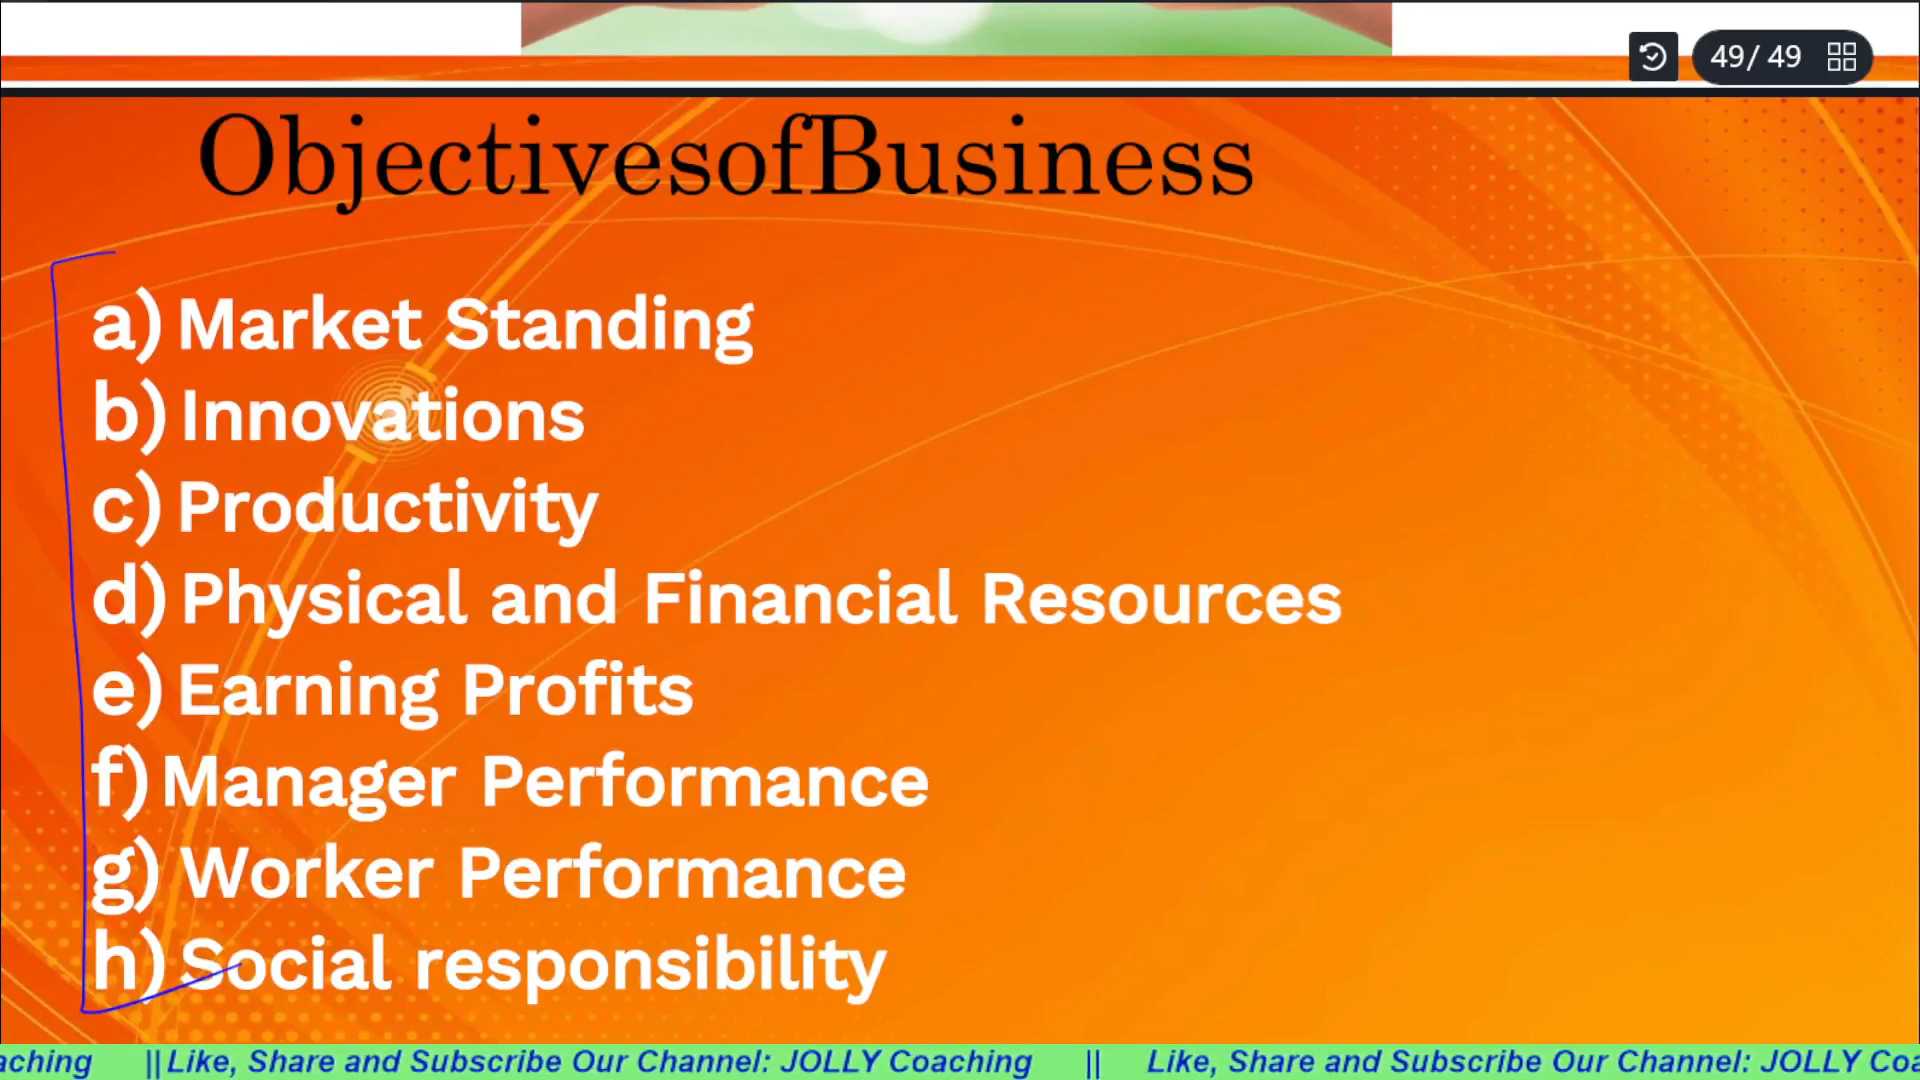 49/ 49
ObjectivesofBusiness
a) Market Standing
b) Innovations
c) Productivity
d) Physical and Financial Resources
e) Earning Profits
f) Manager Performance
g) Worker Performance
h) Social responsibility
aching || Like, Share and Subscribe Our Channel: JOLLY Coaching || Like, Share and Subscribe Our Channel: JOLLY Coa